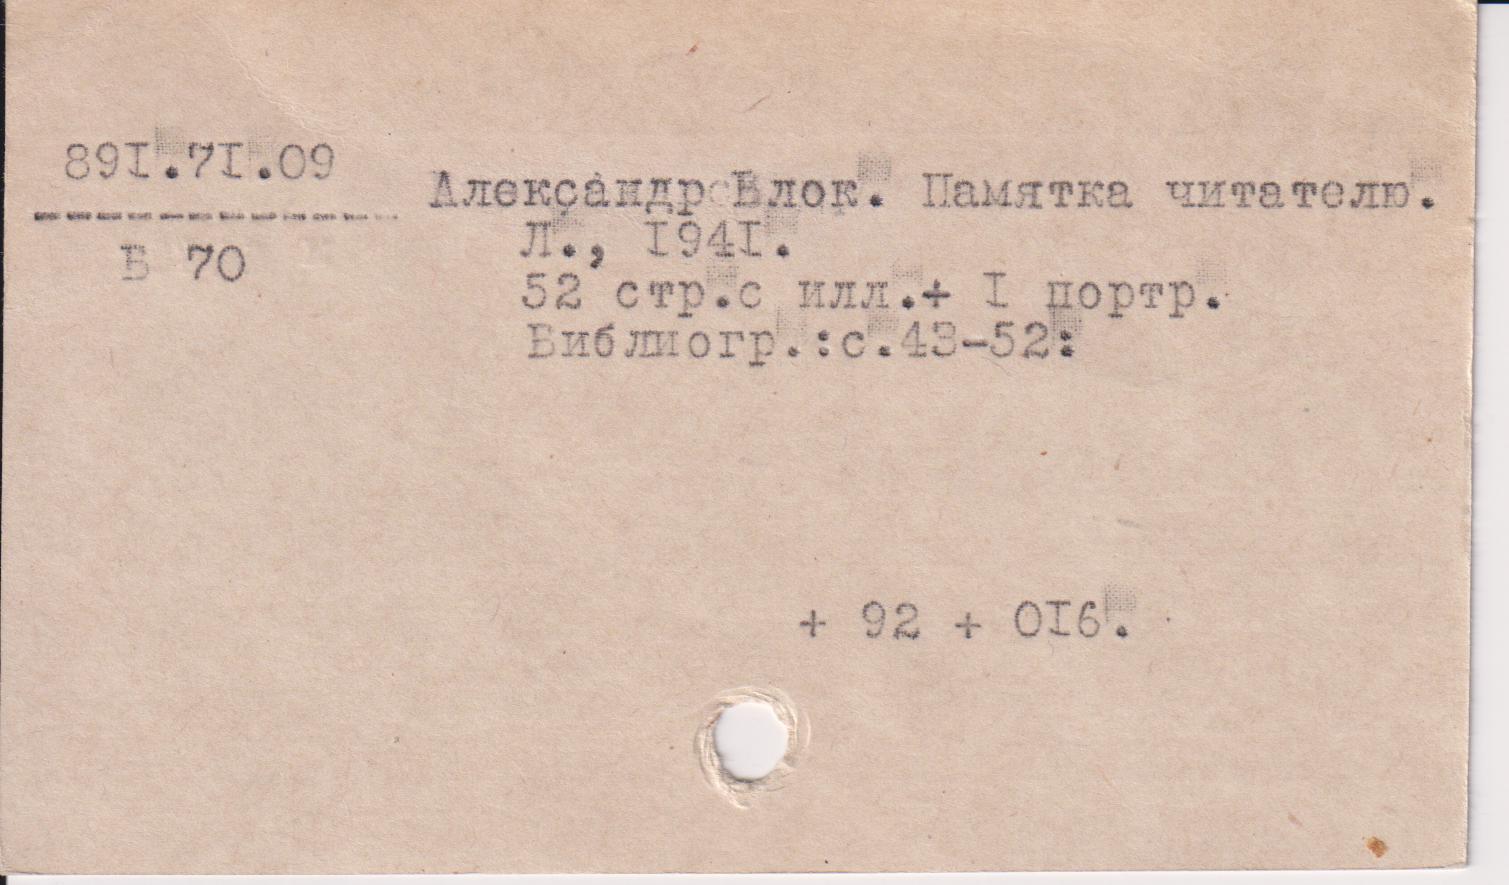 891.71.09
Александр Блок. Памятка читателю.
Б 70
Л., 1941.
52 стр.с илл.+ 1 портр.
Библиогр.:с.43-52:
+ 92 + 016.